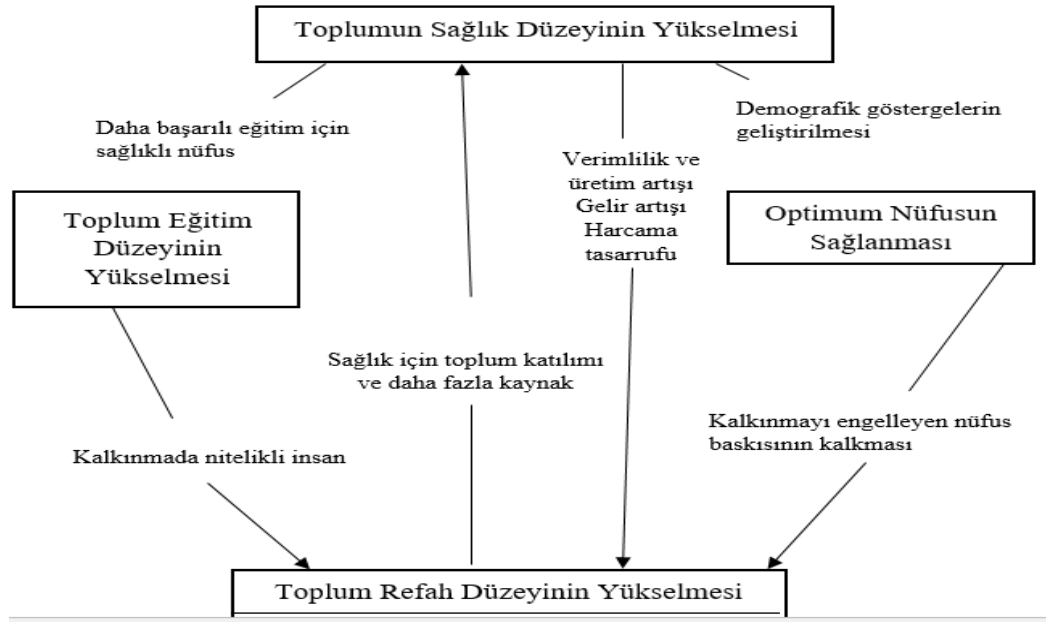 Toplumun Sağlık Düzeyinin Yükselmesi
Daha başarılı eğitim için
sağlıklı nüfus
Demografik göstergelerin
geliştirilmesi
Verimlilik ve
üretim artışı
Gelir artışı
Harcama
tasarrufu
Toplum Eğitim
Düzeyinin
Yükselmesi
Optimum Nüfusun
Sağlanması
Sağlık için toplum katılımı
ve daha fazla kaynak
Kalkınmada nitelikli insan
Kalkınmayı engelleyen nüfus
baskısının kalkması
Toplum Refah Düzeyinin Yükselmesi